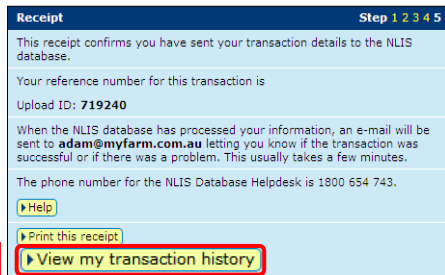 Receipt Step 1 2 3 4 5
This receipt confirms you have sent your transaction details to the NLIS
database.
Your reference number for this transaction is
Upload ID: 719240
When the NLIS database has processed your information, an e-mail will be
sent to adam@myfarm.com.au letting you know if the transaction was
successful or if there was a problem. This usually takes a few minutes.
The phone number for the NLIS Database Helpdesk is 1800 654 743.
Help
Print this receipt
View my transaction history